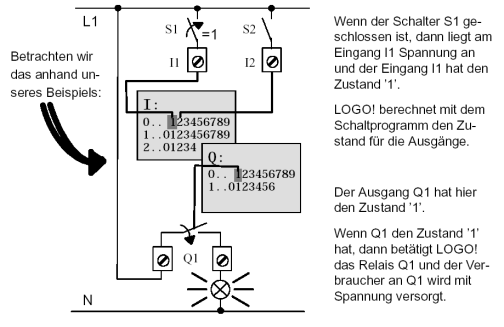 L1
S1
=1
S2
I1
I2
Betrachten wir
das anhand un-
seres Beispiels:
I:
0.. 123456789
1..0123456789
2..01234
Q:
0.. 123456789
1..0123456
Q1
N
Wenn der Schalter S1 ge-
schlossen ist, dann liegt am
Eingang I1 Spannung an
und der Eingang I1 hat den
Zustand '1'.
LOGO! berechnet mit dem
Schaltprogramm den Zu-
stand für die Ausgänge.
Der Ausgang Q1 hat hier
den Zustand '1'.
Wenn Q1 den Zustand '1'
hat, dann betätigt LOGO!
das Relais Q1 und der Ver-
braucher an Q1 wird mit
Spannung versorgt.